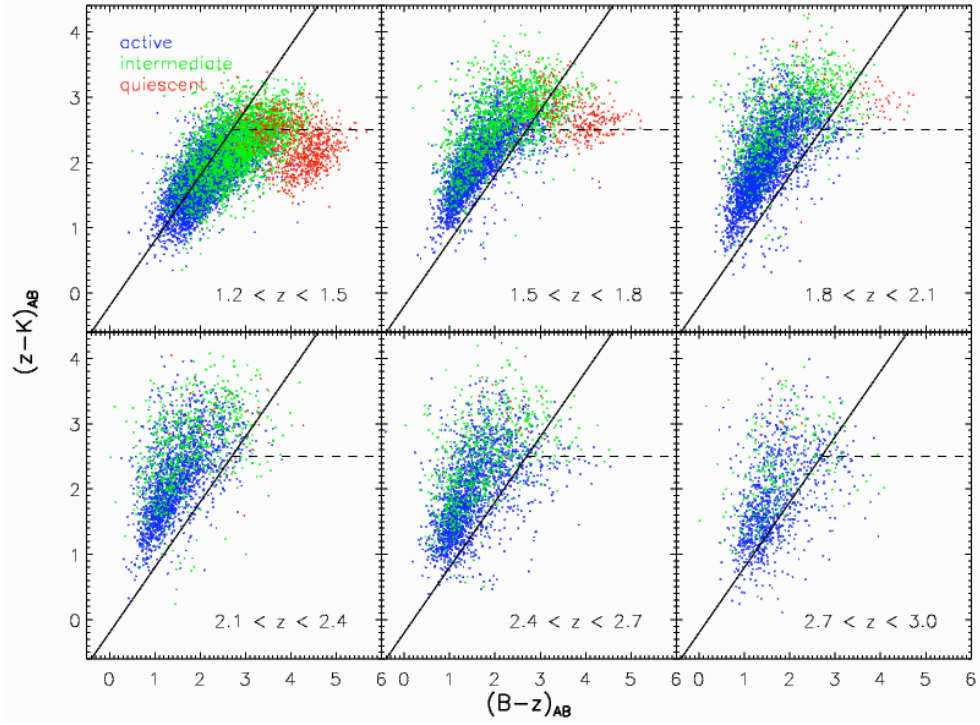 active
intermediate
quiescent
4
3
2
1
0
1.2 < z < 1.5
1.5 < z < 1.8
1.8 < z < 2.1
(z−K)AB
4
3
2
1
0
2.1 < z < 2.4
2.4 < z < 2.7
2.7 < z < 3.0
0 1 2 3 4 5 6 0 1 2 3 4 5 6 0 1 2 3 4 5 6
(B−z)AB